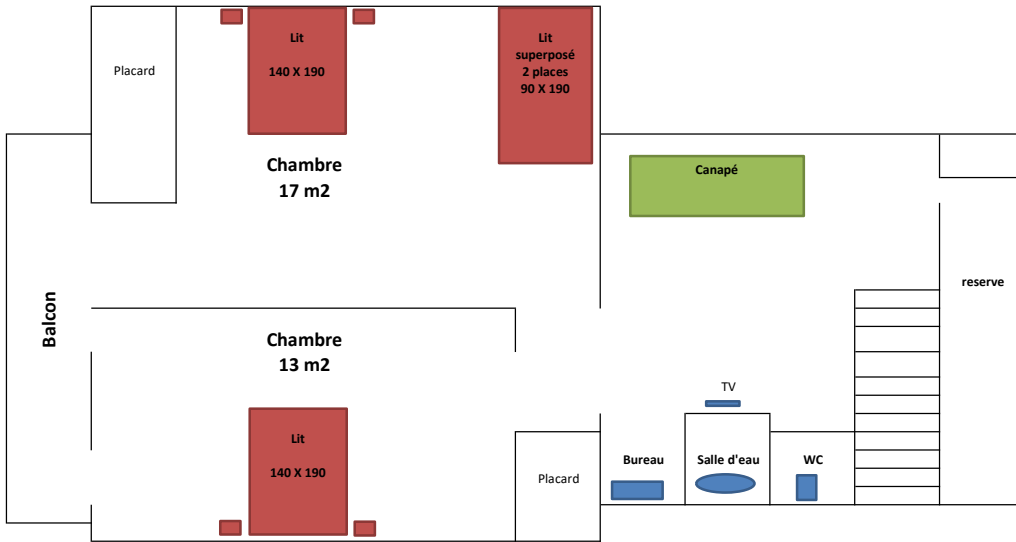 Placard
Lit
140 X 190
Lit
superposé
2 places
90 X 190
Chambre
17 m2
Canapé
Balcon
reserve
Chambre
13 m2
TV
Lit
140 X 190
Placard
Bureau
Salle d'eau
WC